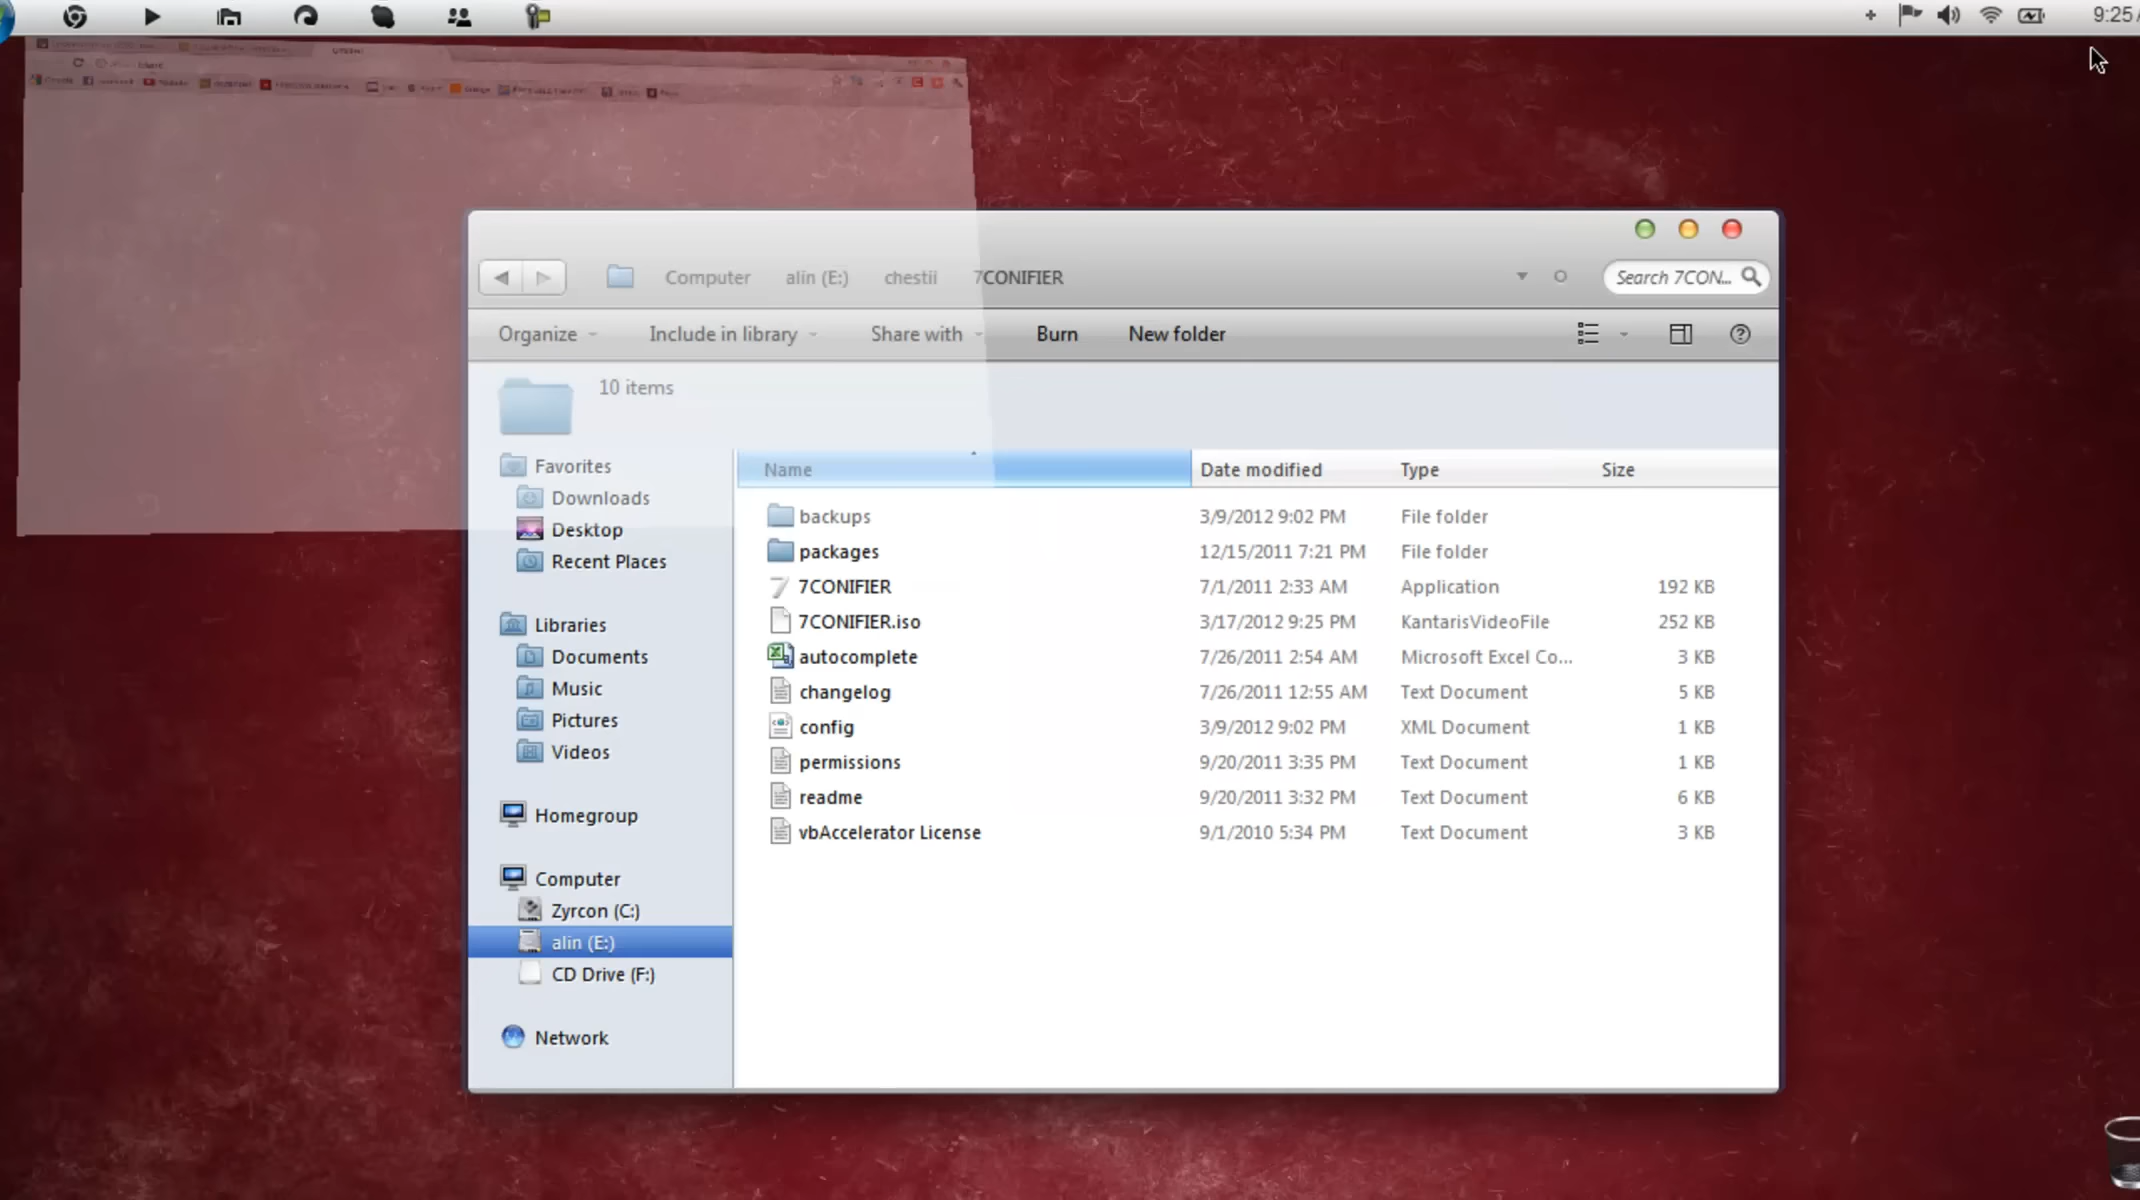 9:25
Computer alin (E:) chestii 7CONIFIER
Search 7CON...
Organize Include in library Share with Burn New folder
10 items
Favorites
Downloads
Desktop
Recent Places
Libraries
Documents
Music
Pictures
Videos
Homegroup
Computer
Zyrcon (C:)
alin (E:)
CD Drive (F:)
Network
Name Date modified Type Size
backups 3/9/2012 9:02 PM File folder
packages 12/15/2011 7:21 PM File folder
7CONIFIER 7/1/2011 2:33 AM Application 192 KB
7CONIFIER.iso 3/17/2012 9:25 PM KantarisVideoFile 252 KB
autocomplete 7/26/2011 2:54 AM Microsoft Excel Co... 3 KB
changelog 7/26/2011 12:55 AM Text Document 5 KB
config 3/9/2012 9:02 PM XML Document 1 KB
permissions 9/20/2011 3:35 PM Text Document 1 KB
readme 9/20/2011 3:32 PM Text Document 6 KB
vbAccelerator License 9/1/2010 5:34 PM Text Document 3 KB